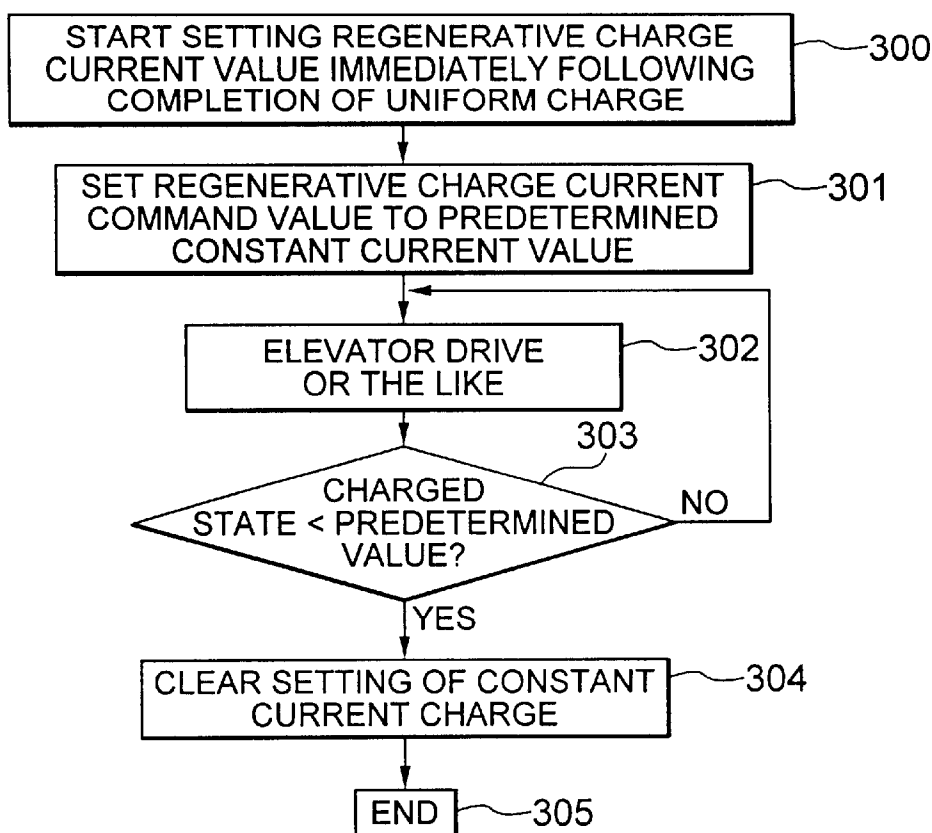 START SETTING REGENERATIVE CHARGE
CURRENT VALUE IMMEDIATELY FOLLOWING
COMPLETION OF UNIFORM CHARGE
300
SET REGENERATIVE CHARGE CURRENT
COMMAND VALUE TO PREDETERMINED
CONSTANT CURRENT VALUE
301
ELEVATOR DRIVE
OR THE LIKE
302
303
CHARGED
STATE < PREDETERMINED
VALUE?
NO
YES
CLEAR SETTING OF CONSTANT
CURRENT CHARGE
304
END
305